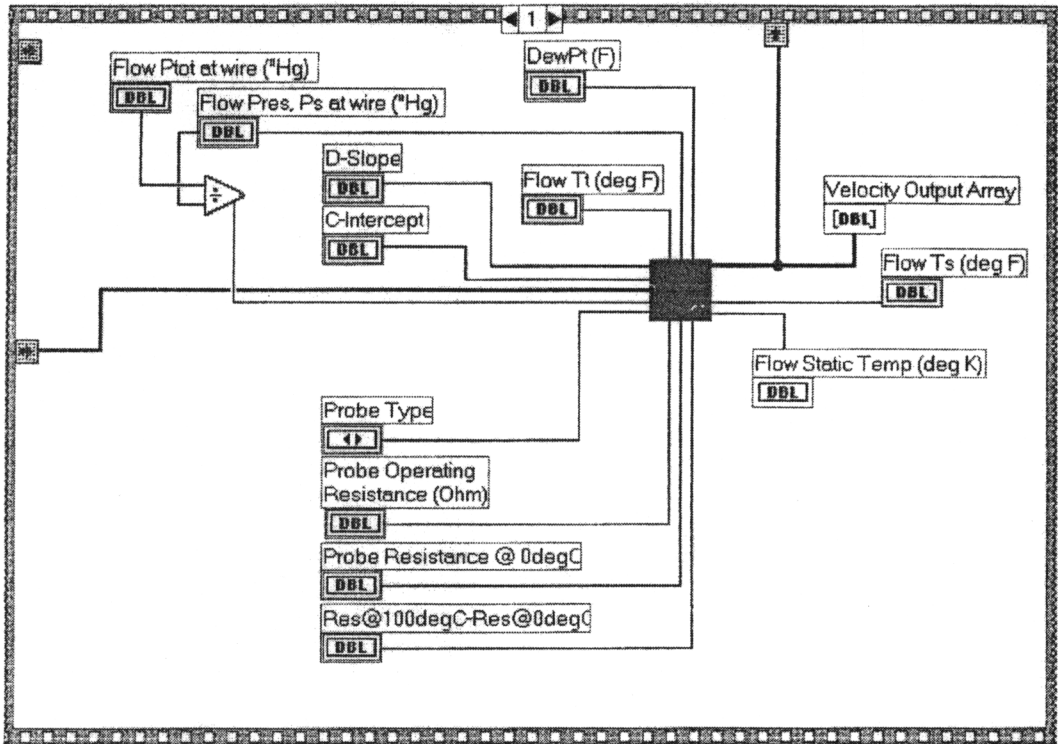 1
DewPt (F)
DBL
Flow Ptot at wire ("Hg)
DBL
Flow Pres, Ps at wire ("Hg)
DBL
÷
D-Slope
DBL
Flow Tt (deg F)
DBL
C-Intercept
DBL
Velocity Output Array
[DBL]
Flow Ts (deg F)
DBL
Flow Static Temp (deg K)
DBL
Probe Type
Probe Operating
Resistance (Ohm)
DBL
Probe Resistance @ 0degC
DBL
Res@100degC-Res@0degC
DBL